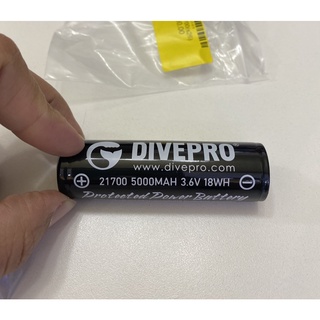 DIVEPRO®
www.divepro.com
+ 21700 5000MAH 3.6V 18WH −
Protected Power Battery